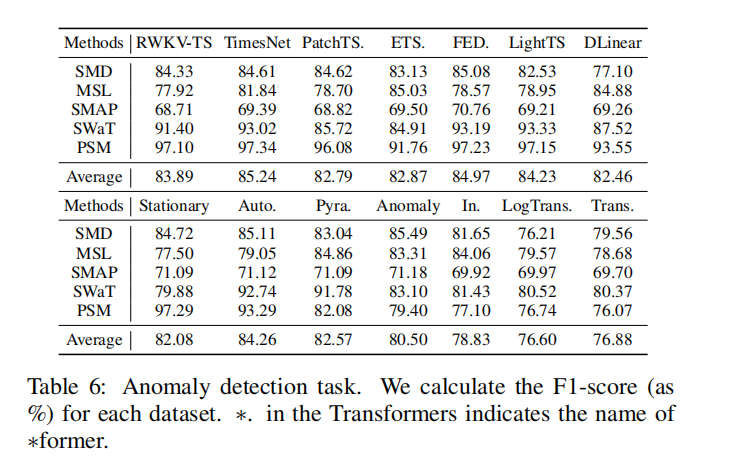 Methods RWKV-TS TimesNet PatchTS. ETS. FED. LightTS DLinear
SMD 84.33 84.61 84.62 83.13 85.08 82.53 77.10
MSL 77.92 81.84 78.70 85.03 78.57 78.95 84.88
SMAP 68.71 69.39 68.82 69.50 70.76 69.21 69.26
SWaT 91.40 93.02 85.72 84.91 93.19 93.33 87.52
PSM 97.10 97.34 96.08 91.76 97.23 97.15 93.55
Average 83.89 85.24 82.79 82.87 84.97 84.23 82.46
Methods Stationary Auto. Pyra. Anomaly In. LogTrans. Trans.
SMD 84.72 85.11 83.04 85.49 81.65 76.21 79.56
MSL 77.50 79.05 84.86 83.31 84.06 79.57 78.68
SMAP 71.09 71.12 71.09 71.18 69.92 69.97 69.70
SWaT 79.88 92.74 91.78 83.10 81.43 80.52 80.37
PSM 97.29 93.29 82.08 79.40 77.10 76.74 76.07
Average 82.08 84.26 82.57 80.50 78.83 76.60 76.88
Table 6: Anomaly detection task. We calculate the F1-score (as
%) for each dataset. ∗. in the Transformers indicates the name of
∗former.